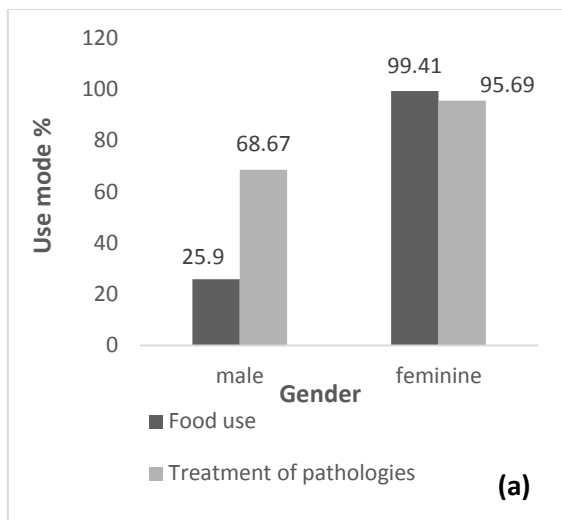 120
100
80
60
40
20
0
Use mode %
25.9
68.67
99.41
95.69
male
feminine
Gender
Food use
Treatment of pathologies
(a)